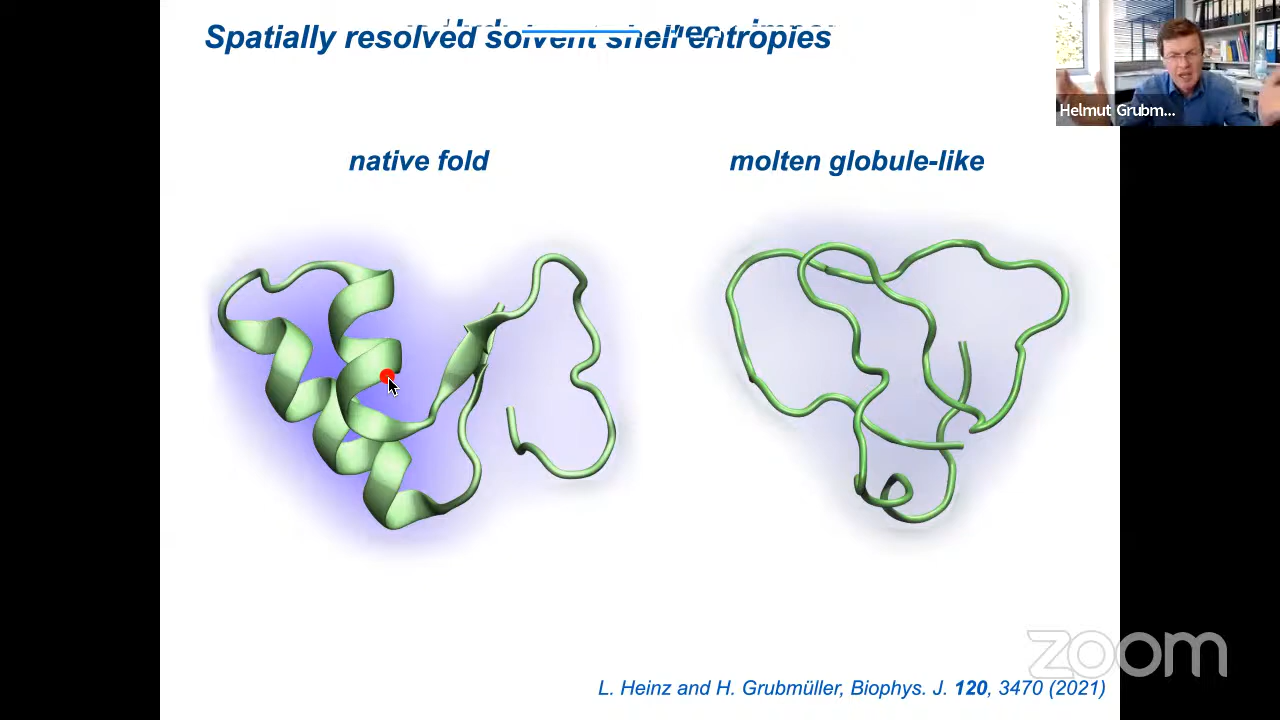 Spatially resolved solvent shell entropies
Helmut Grubm...
native fold
molten globule-like
zoom
L. Heinz and H. Grubmüller, Biophys. J. 120, 3470 (2021)